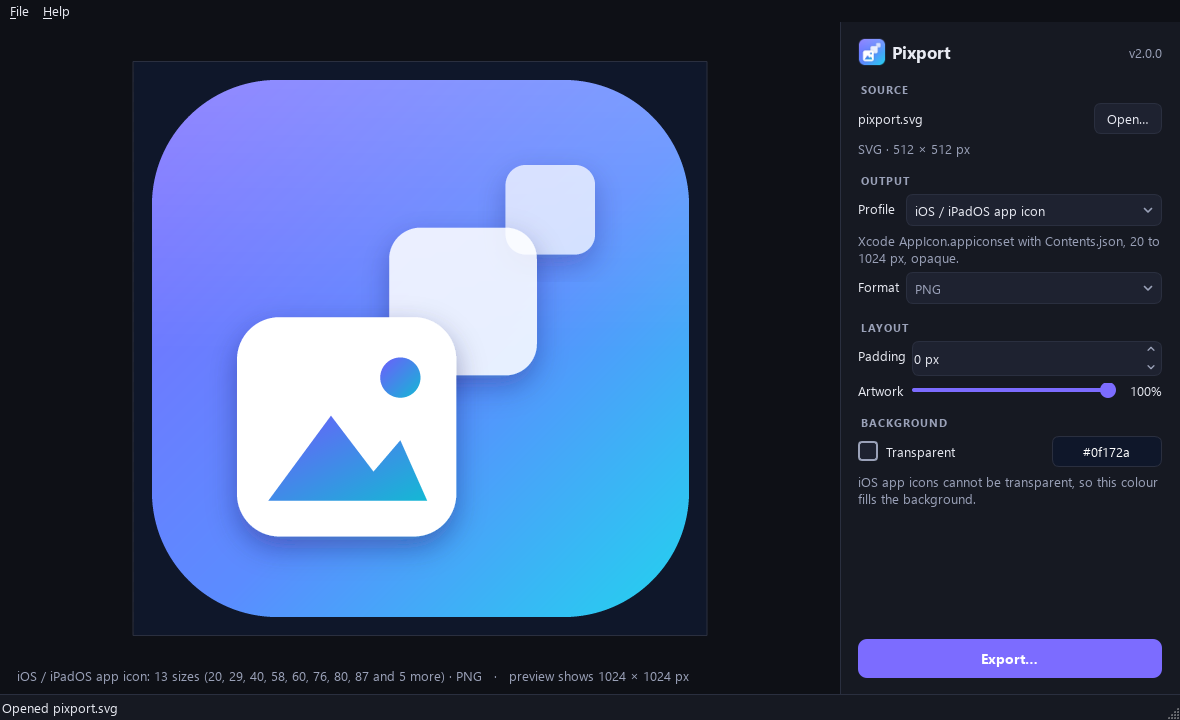 File Help
Pixport v2.0.0
SOURCE
pixport.svg Open...
SVG · 512 × 512 px
OUTPUT
Profile iOS / iPadOS app icon
Xcode AppIcon.appiconset with Contents.json, 20 to
1024 px, opaque.
Format PNG
LAYOUT
Padding 0 px
Artwork 100%
BACKGROUND
Transparent #0f172a
iOS app icons cannot be transparent, so this colour
fills the background.
Export...
iOS / iPadOS app icon: 13 sizes (20, 29, 40, 58, 60, 76, 80, 87 and 5 more) · PNG · preview shows 1024 × 1024 px
Opened pixport.svg